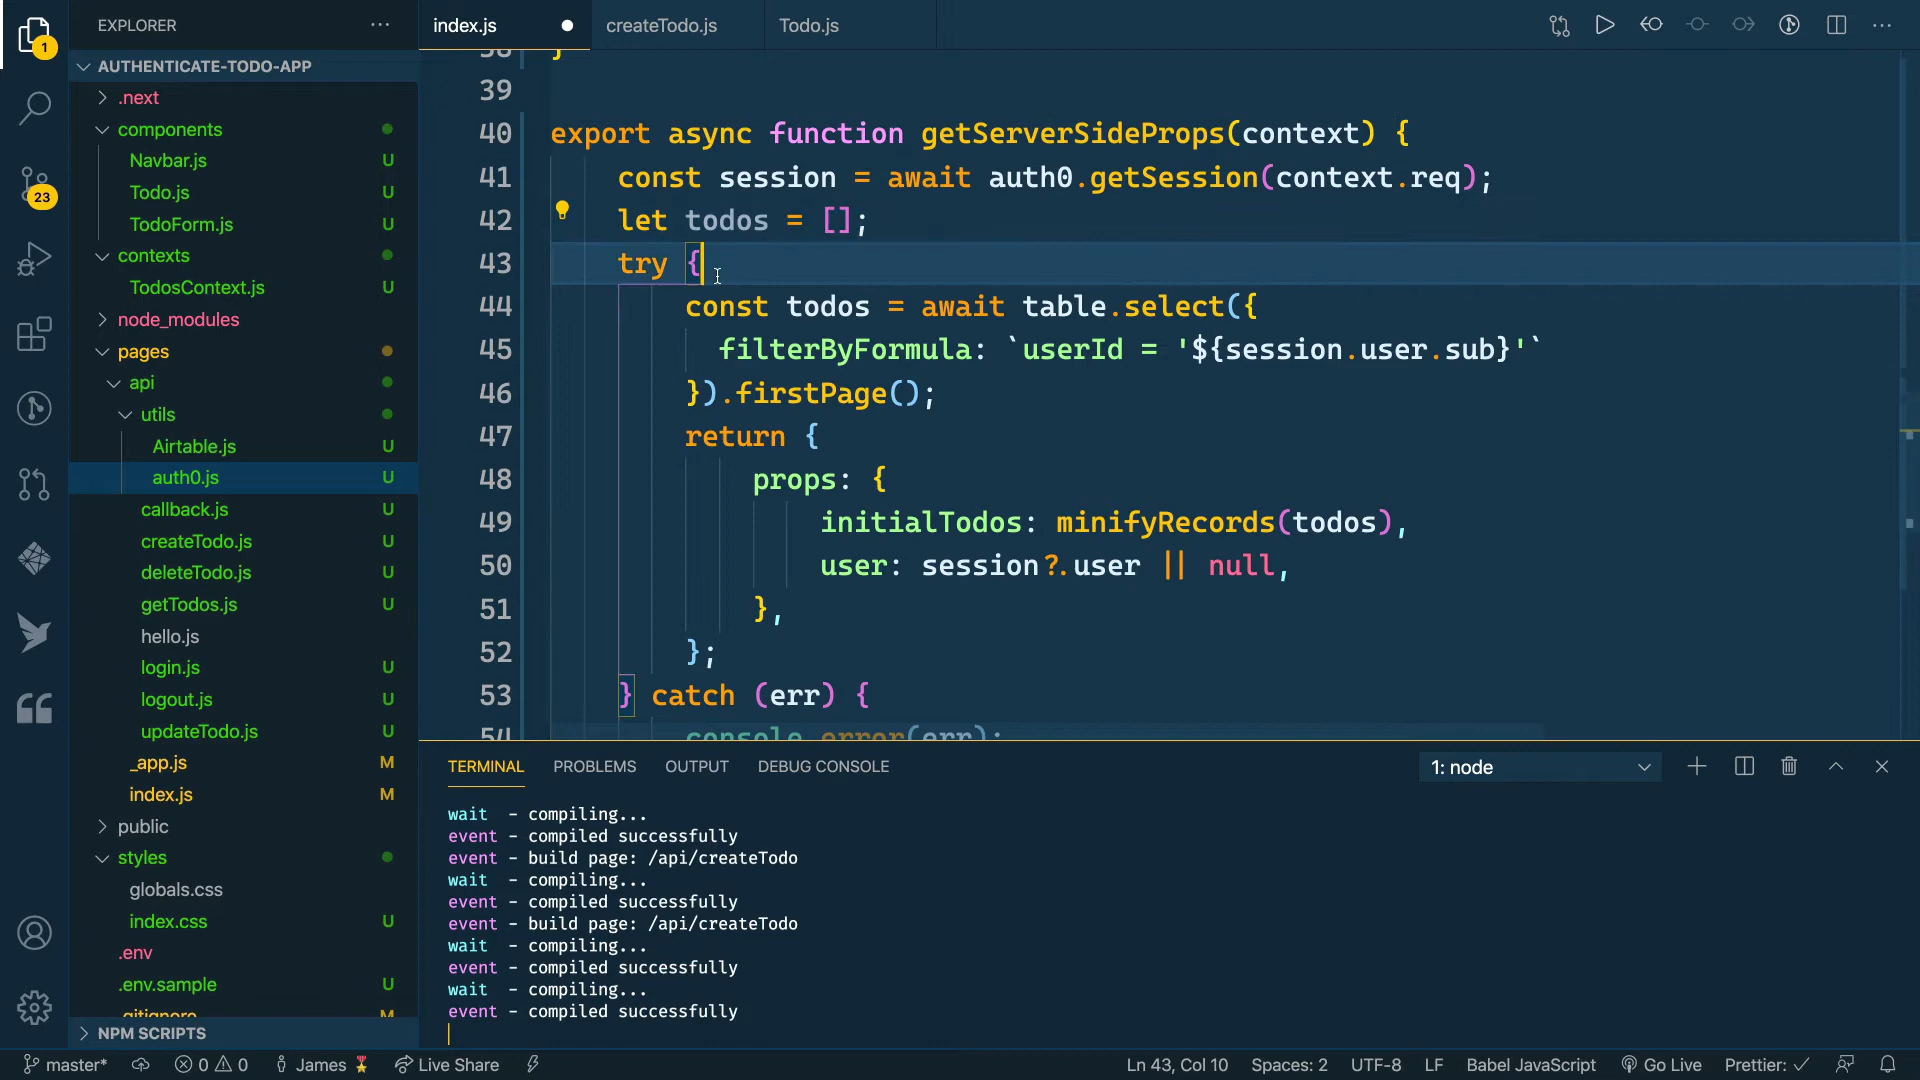 1
EXPLORER
index.js
createTodo.js
Todo.js
AUTHENTICATE-TODO-APP
.next
components
Navbar.js U
Todo.js U
TodoForm.js U
contexts
TodosContext.js U
node_modules
pages
api
utils
Airtable.js U
auth0.js U
callback.js U
createTodo.js U
deleteTodo.js U
getTodos.js U
hello.js
login.js U
logout.js U
updateTodo.js U
_app.js M
index.js M
public
styles
globals.css
index.css U
.env
.env.sample U
.gitignore M
NPM SCRIPTS
23
38 }
39
40 export async function getServerSideProps(context) {
41 const session = await auth0.getSession(context.req);
42 let todos = [];
43 try {
44 const todos = await table.select({
45 filterByFormula: `userId = '${session.user.sub}'`
46 }).firstPage();
47 return {
48 props: {
49 initialTodos: minifyRecords(todos),
50 user: session?.user || null,
51 },
52 };
53 } catch (err) {
54 console.error(err);
TERMINAL PROBLEMS OUTPUT DEBUG CONSOLE 1: node
wait - compiling...
event - compiled successfully
event - build page: /api/createTodo
wait - compiling...
event - compiled successfully
event - build page: /api/createTodo
wait - compiling...
event - compiled successfully
wait - compiling...
event - compiled successfully
master* 0 0 James Live Share Ln 43, Col 10 Spaces: 2 UTF-8 LF Babel JavaScript Go Live Prettier: ✓